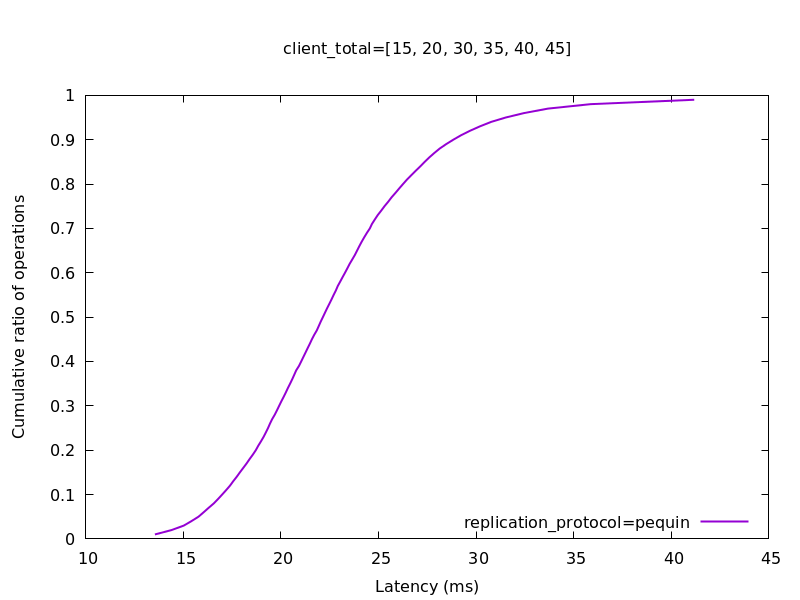 client_total=[15, 20, 30, 35, 40, 45]
1
0.9
0.8
0.7
0.6
0.5
0.4
0.3
0.2
0.1
0
Cumulative ratio of operations
replication_protocol=pequin
10 15 20 25 30 35 40 45
Latency (ms)